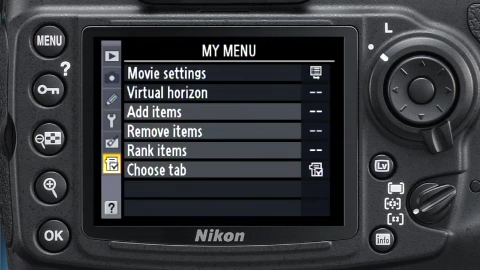 MENU
L
MY MENU
?
Movie settings
Virtual horizon --
Add items --
Remove items --
Rank items --
Choose tab
?
Lv
OK
Nikon
info